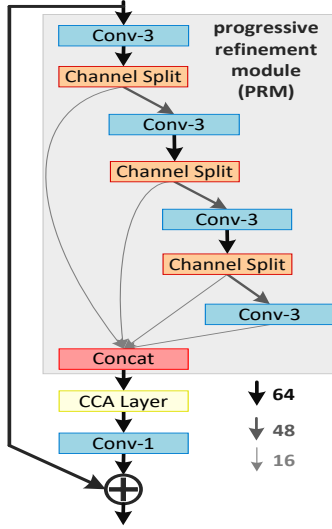 Conv-3
progressive
refinement
module
(PRM)
Channel Split
Conv-3
Channel Split
Conv-3
Channel Split
Conv-3
Concat
CCA Layer
64
Conv-1
48
16